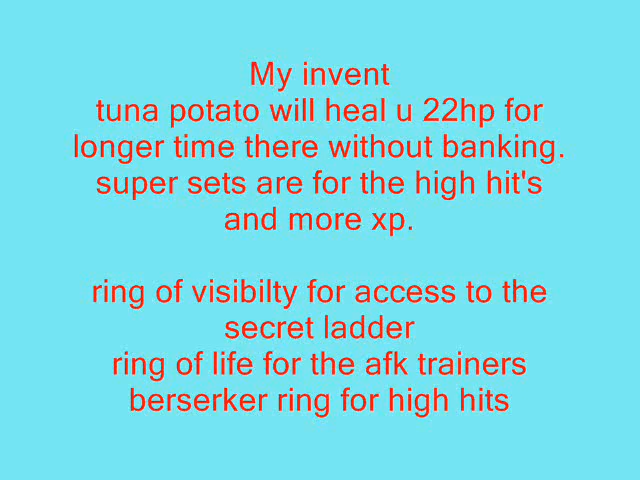 My invent
tuna potato will heal u 22hp for
longer time there without banking.
super sets are for the high hit's
and more xp.
ring of visibilty for access to the
secret ladder
ring of life for the afk trainers
berserker ring for high hits